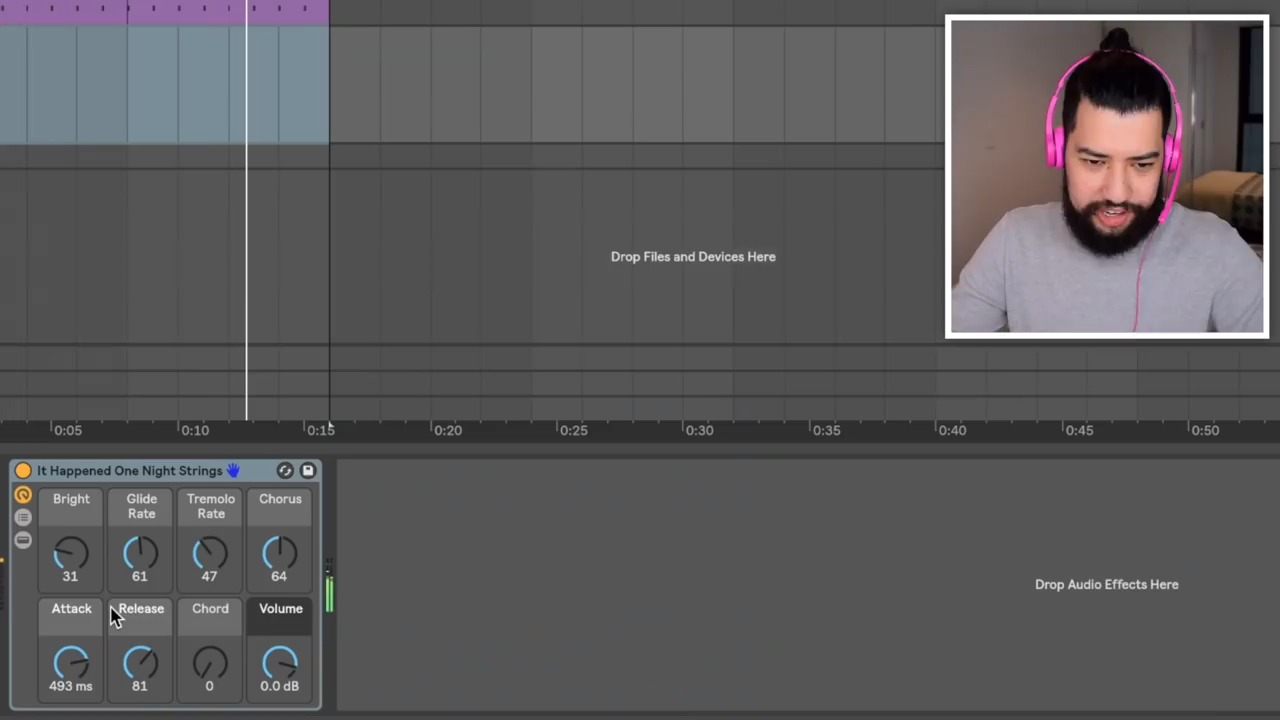 Drop Files and Devices Here
0:05 0:10 0:15 0:20 0:25 0:30 0:35 0:40 0:45 0:50
It Happened One Night Strings
Bright Glide Rate Tremolo Rate Chorus
31 61 47 64
Attack Release Chord Volume
493 ms 81 0 0.0 dB
Drop Audio Effects Here